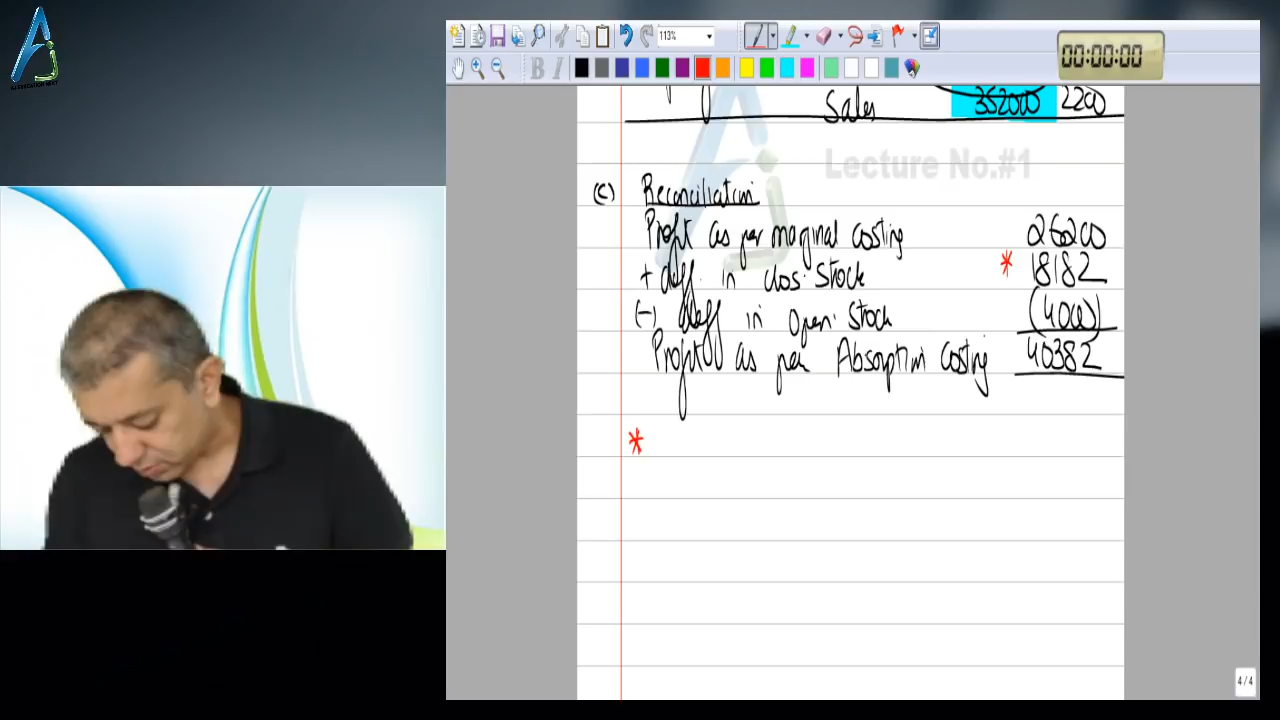 113%
00:00:00
Sales 352000 2200
Lecture No.#1
(c) Reconciliation
Profit as per marginal costing 26200
+ diff. in clos. Stock * 18182
(-) diff in open. Stock (4000)
Profit as per Absorption costing 40382
*
4/4